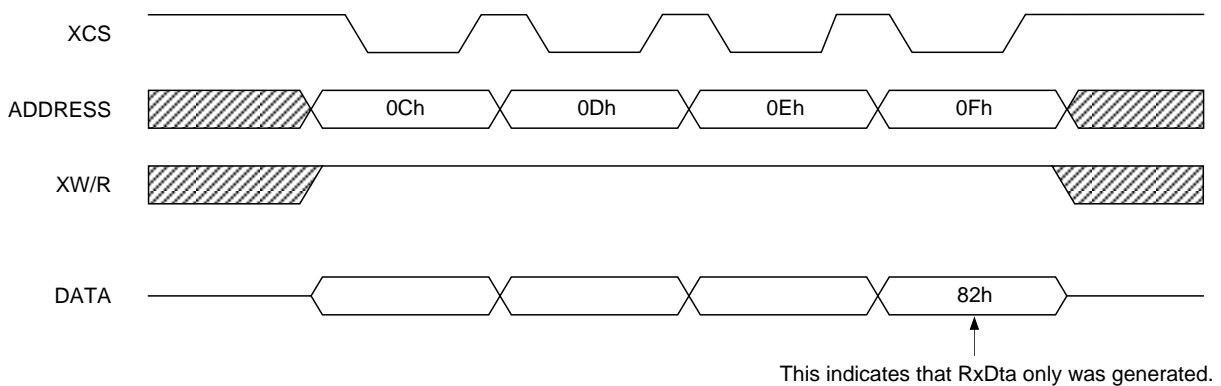 XCS
ADDRESS 0Ch 0Dh 0Eh 0Fh
XW/R
DATA 82h
This indicates that RxDta only was generated.